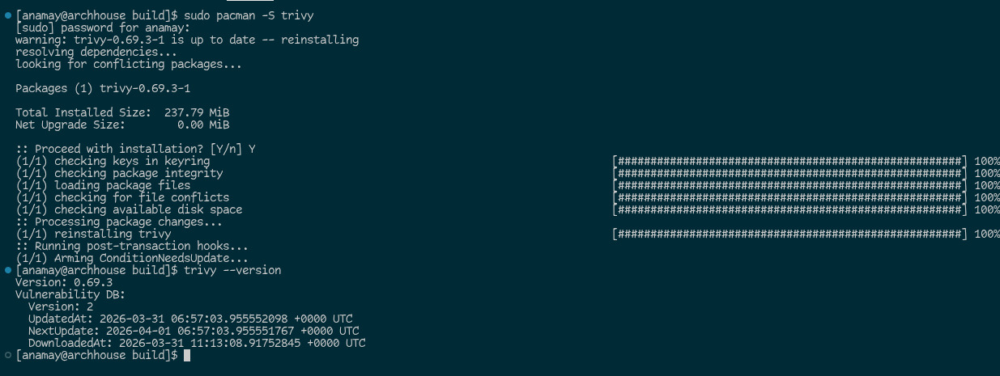 [anamay@archhouse build]$ sudo pacman -S trivy
[sudo] password for anamay:
warning: trivy-0.69.3-1 is up to date -- reinstalling
resolving dependencies...
looking for conflicting packages...

Packages (1) trivy-0.69.3-1

Total Installed Size:  237.79 MiB
Net Upgrade Size:        0.00 MiB

:: Proceed with installation? [Y/n] Y
(1/1) checking keys in keyring [#####################################################] 100%
(1/1) checking package integrity [#####################################################] 100%
(1/1) loading package files [#####################################################] 100%
(1/1) checking for file conflicts [#####################################################] 100%
(1/1) checking available disk space [#####################################################] 100%
:: Processing package changes...
(1/1) reinstalling trivy [#####################################################] 100%
:: Running post-transaction hooks...
(1/1) Arming ConditionNeedsUpdate...
[anamay@archhouse build]$ trivy --version
Version: 0.69.3
Vulnerability DB:
  Version: 2
  UpdatedAt: 2026-03-31 06:57:03.955552098 +0000 UTC
  NextUpdate: 2026-04-01 06:57:03.955551767 +0000 UTC
  DownloadedAt: 2026-03-31 11:13:08.91752845 +0000 UTC
[anamay@archhouse build]$